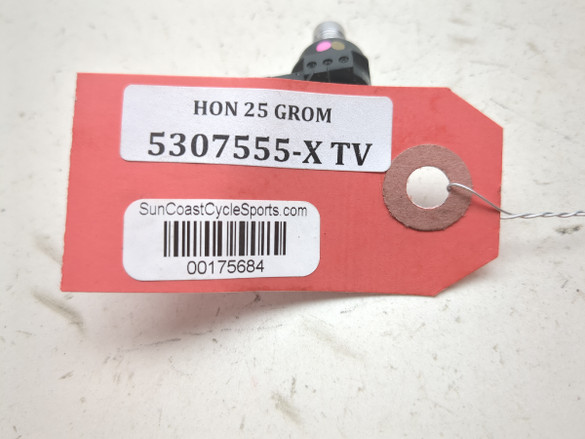 HON 25 GROM
5307555-X TV
SunCoastCycleSports.com
00175684